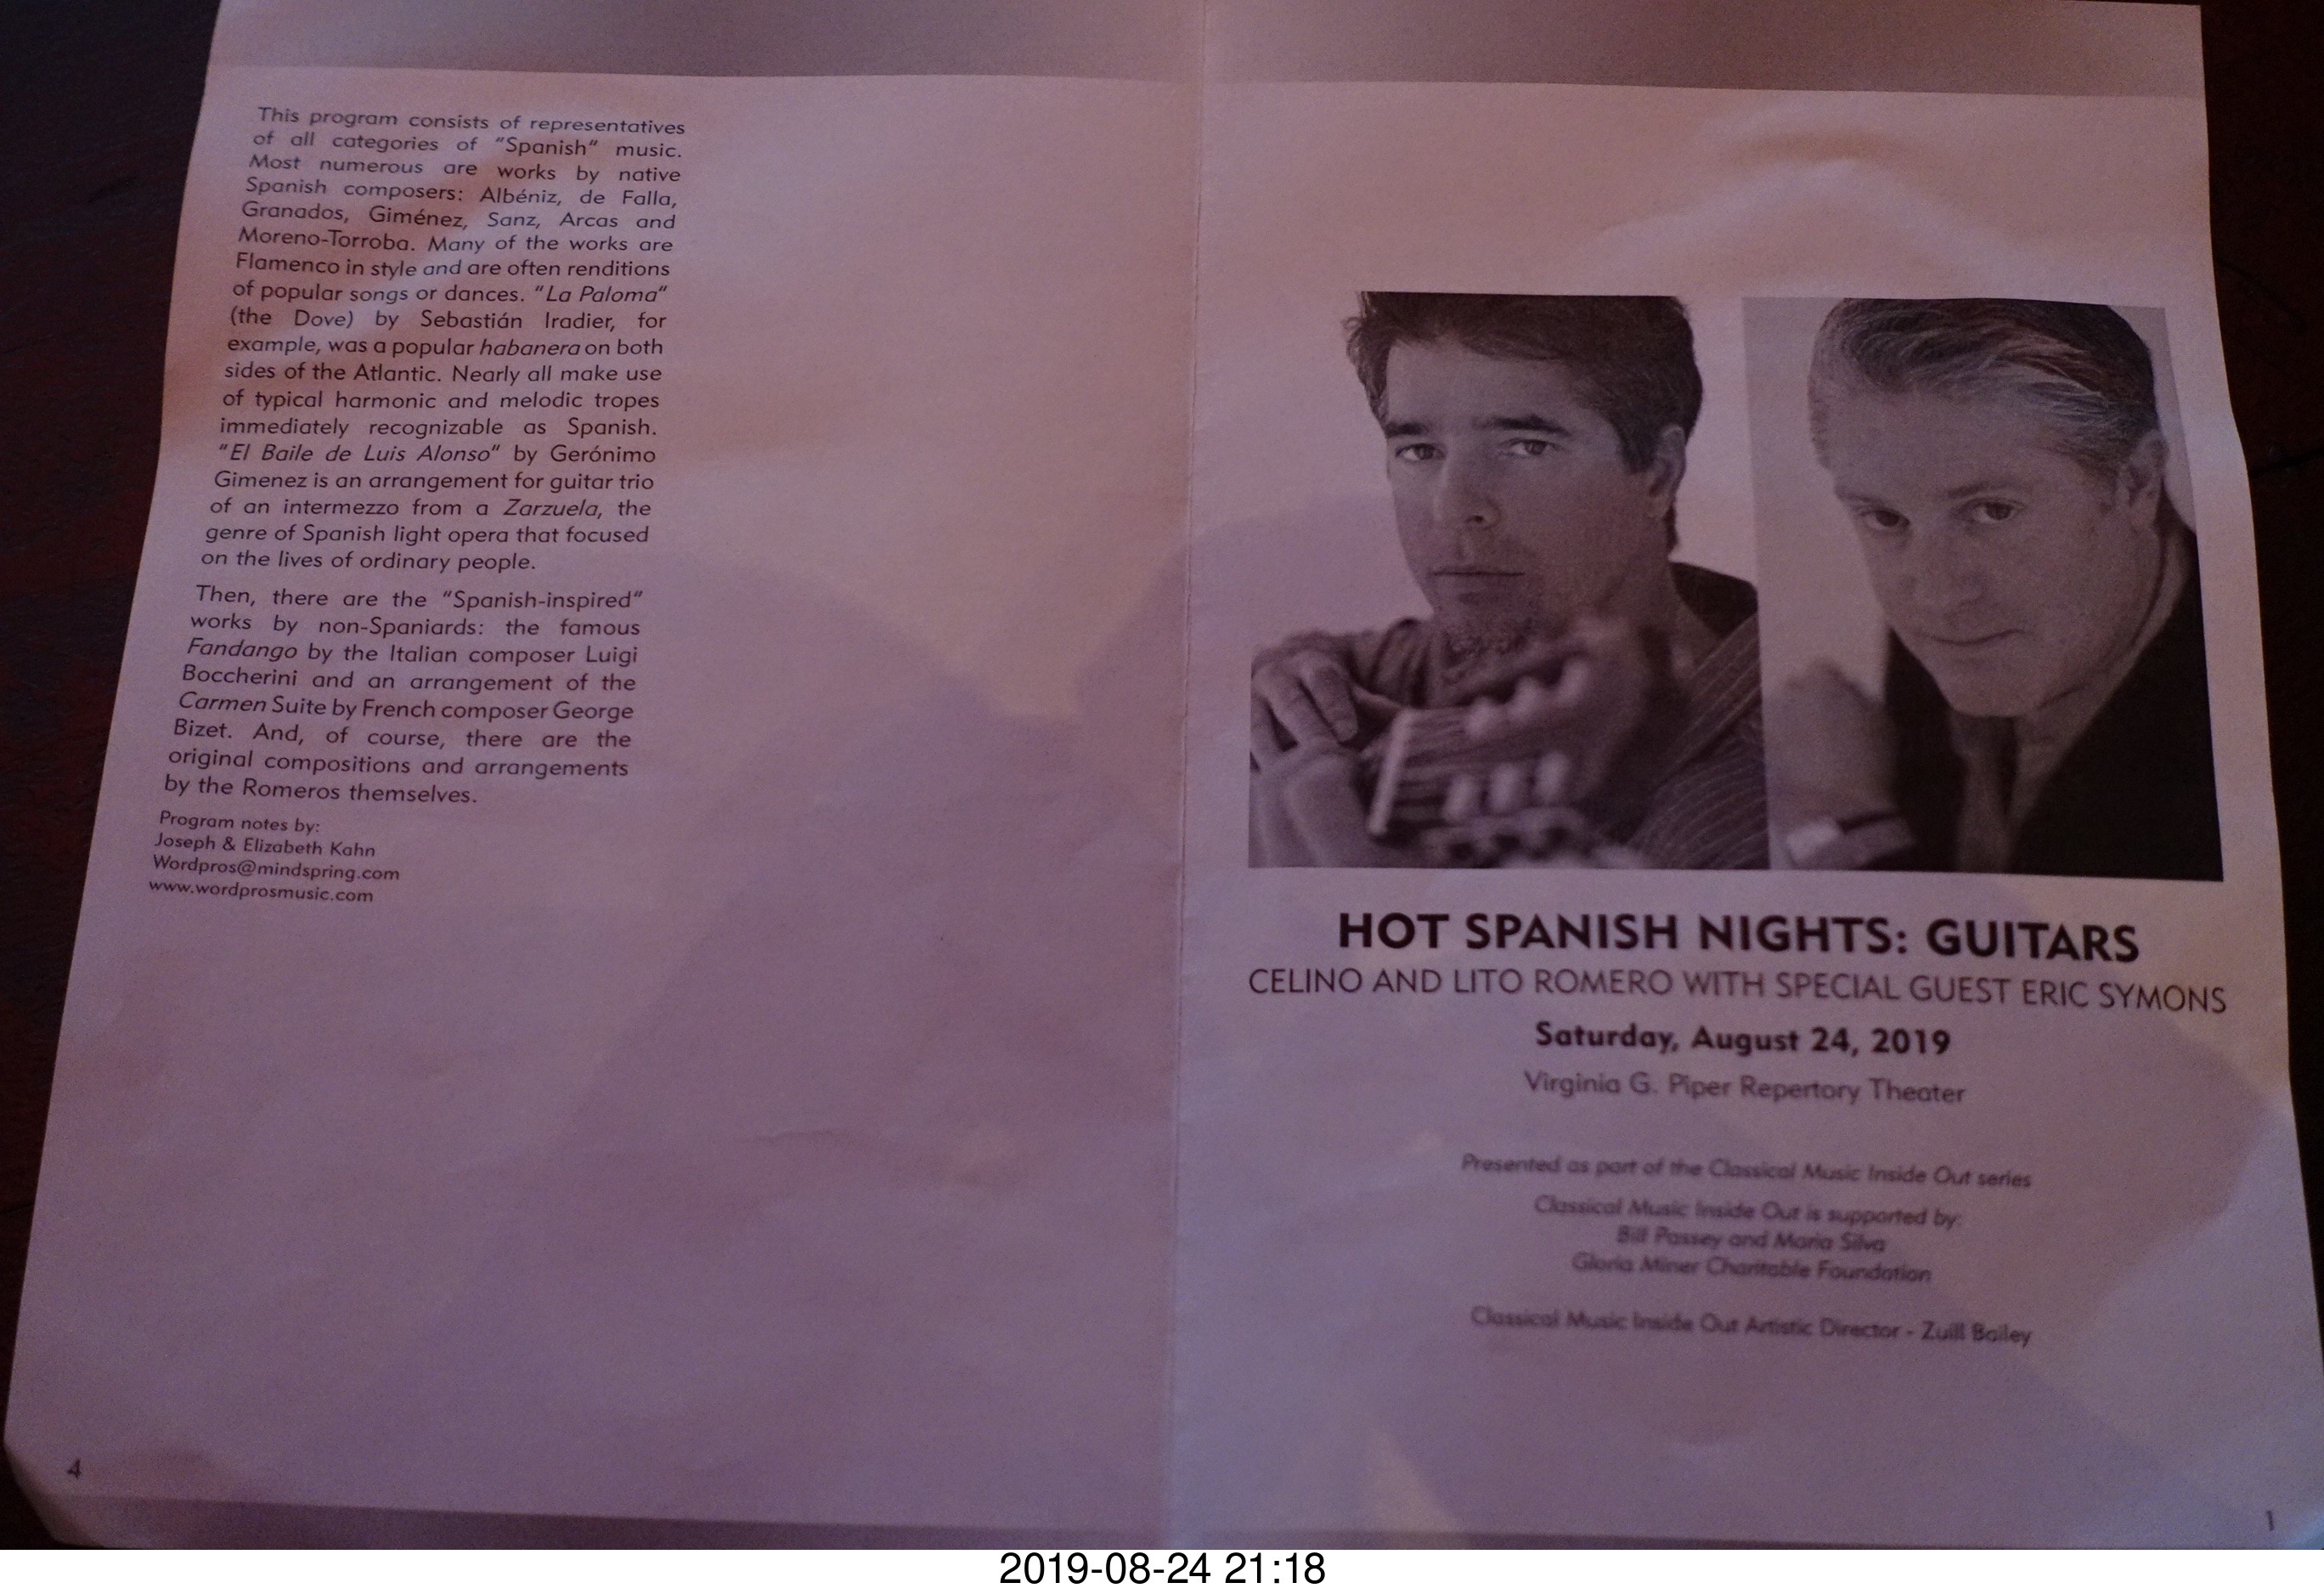 This program consists of representatives
of all categories of "Spanish" music.
Most numerous are works by native
Spanish composers: Albéniz, de Falla,
Granados, Giménez, Sanz, Arcas and
Moreno-Torroba. Many of the works are
Flamenco in style and are often renditions
of popular songs or dances. "La Paloma"
(the Dove) by Sebastián Iradier, for
example, was a popular habanera on both
sides of the Atlantic. Nearly all make use
of typical harmonic and melodic tropes
immediately recognizable as Spanish.
"El Baile de Luis Alonso" by Gerónimo
Gimenez is an arrangement for guitar trio
of an intermezzo from a Zarzuela, the
genre of Spanish light opera that focused
on the lives of ordinary people.
Then, there are the "Spanish-inspired"
works by non-Spaniards: the famous
Fandango by the Italian composer Luigi
Boccherini and an arrangement of the
Carmen Suite by French composer George
Bizet. And, of course, there are the
original compositions and arrangements
by the Romeros themselves.
Program notes by:
Joseph & Elizabeth Kahn
Wordpros@mindspring.com
www.wordprosmusic.com
4
HOT SPANISH NIGHTS: GUITARS
CELINO AND LITO ROMERO WITH SPECIAL GUEST ERIC SYMONS
Saturday, August 24, 2019
Virginia G. Piper Repertory Theater
Presented as part of the Classical Music Inside Out series
Classical Music Inside Out is supported by:
Bill Passey and Maria Silva
Gloria Miner Charitable Foundation
Classical Music Inside Out Artistic Director - Zuill Bailey
1
2019-08-24 21:18